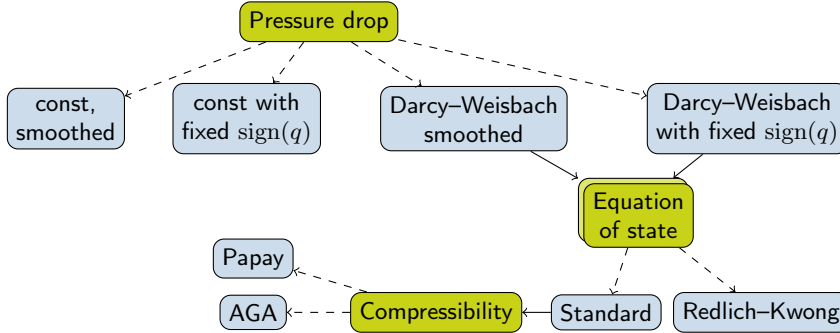 Pressure drop
const,
smoothed
const with
fixed sign(q)
Darcy–Weisbach
smoothed
Darcy–Weisbach
with fixed sign(q)
Equation
of state
Papay
AGA
Compressibility
Standard
Redlich–Kwong